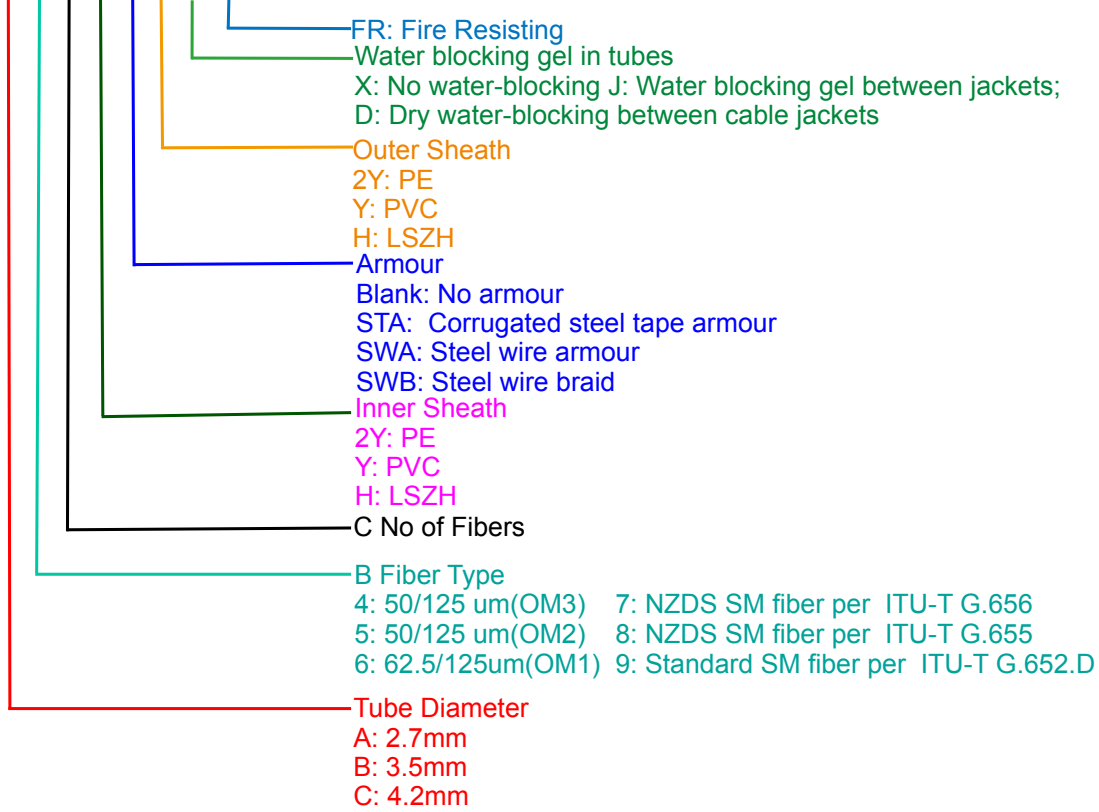 FR: Fire Resisting
Water blocking gel in tubes
X: No water-blocking J: Water blocking gel between jackets;
D: Dry water-blocking between cable jackets
Outer Sheath
2Y: PE
Y: PVC
H: LSZH
Armour
Blank: No armour
STA: Corrugated steel tape armour
SWA: Steel wire armour
SWB: Steel wire braid
Inner Sheath
2Y: PE
Y: PVC
H: LSZH
C No of Fibers
B Fiber Type
4: 50/125 um(OM3) 7: NZDS SM fiber per ITU-T G.656
5: 50/125 um(OM2) 8: NZDS SM fiber per ITU-T G.655
6: 62.5/125um(OM1) 9: Standard SM fiber per ITU-T G.652.D
Tube Diameter
A: 2.7mm
B: 3.5mm
C: 4.2mm